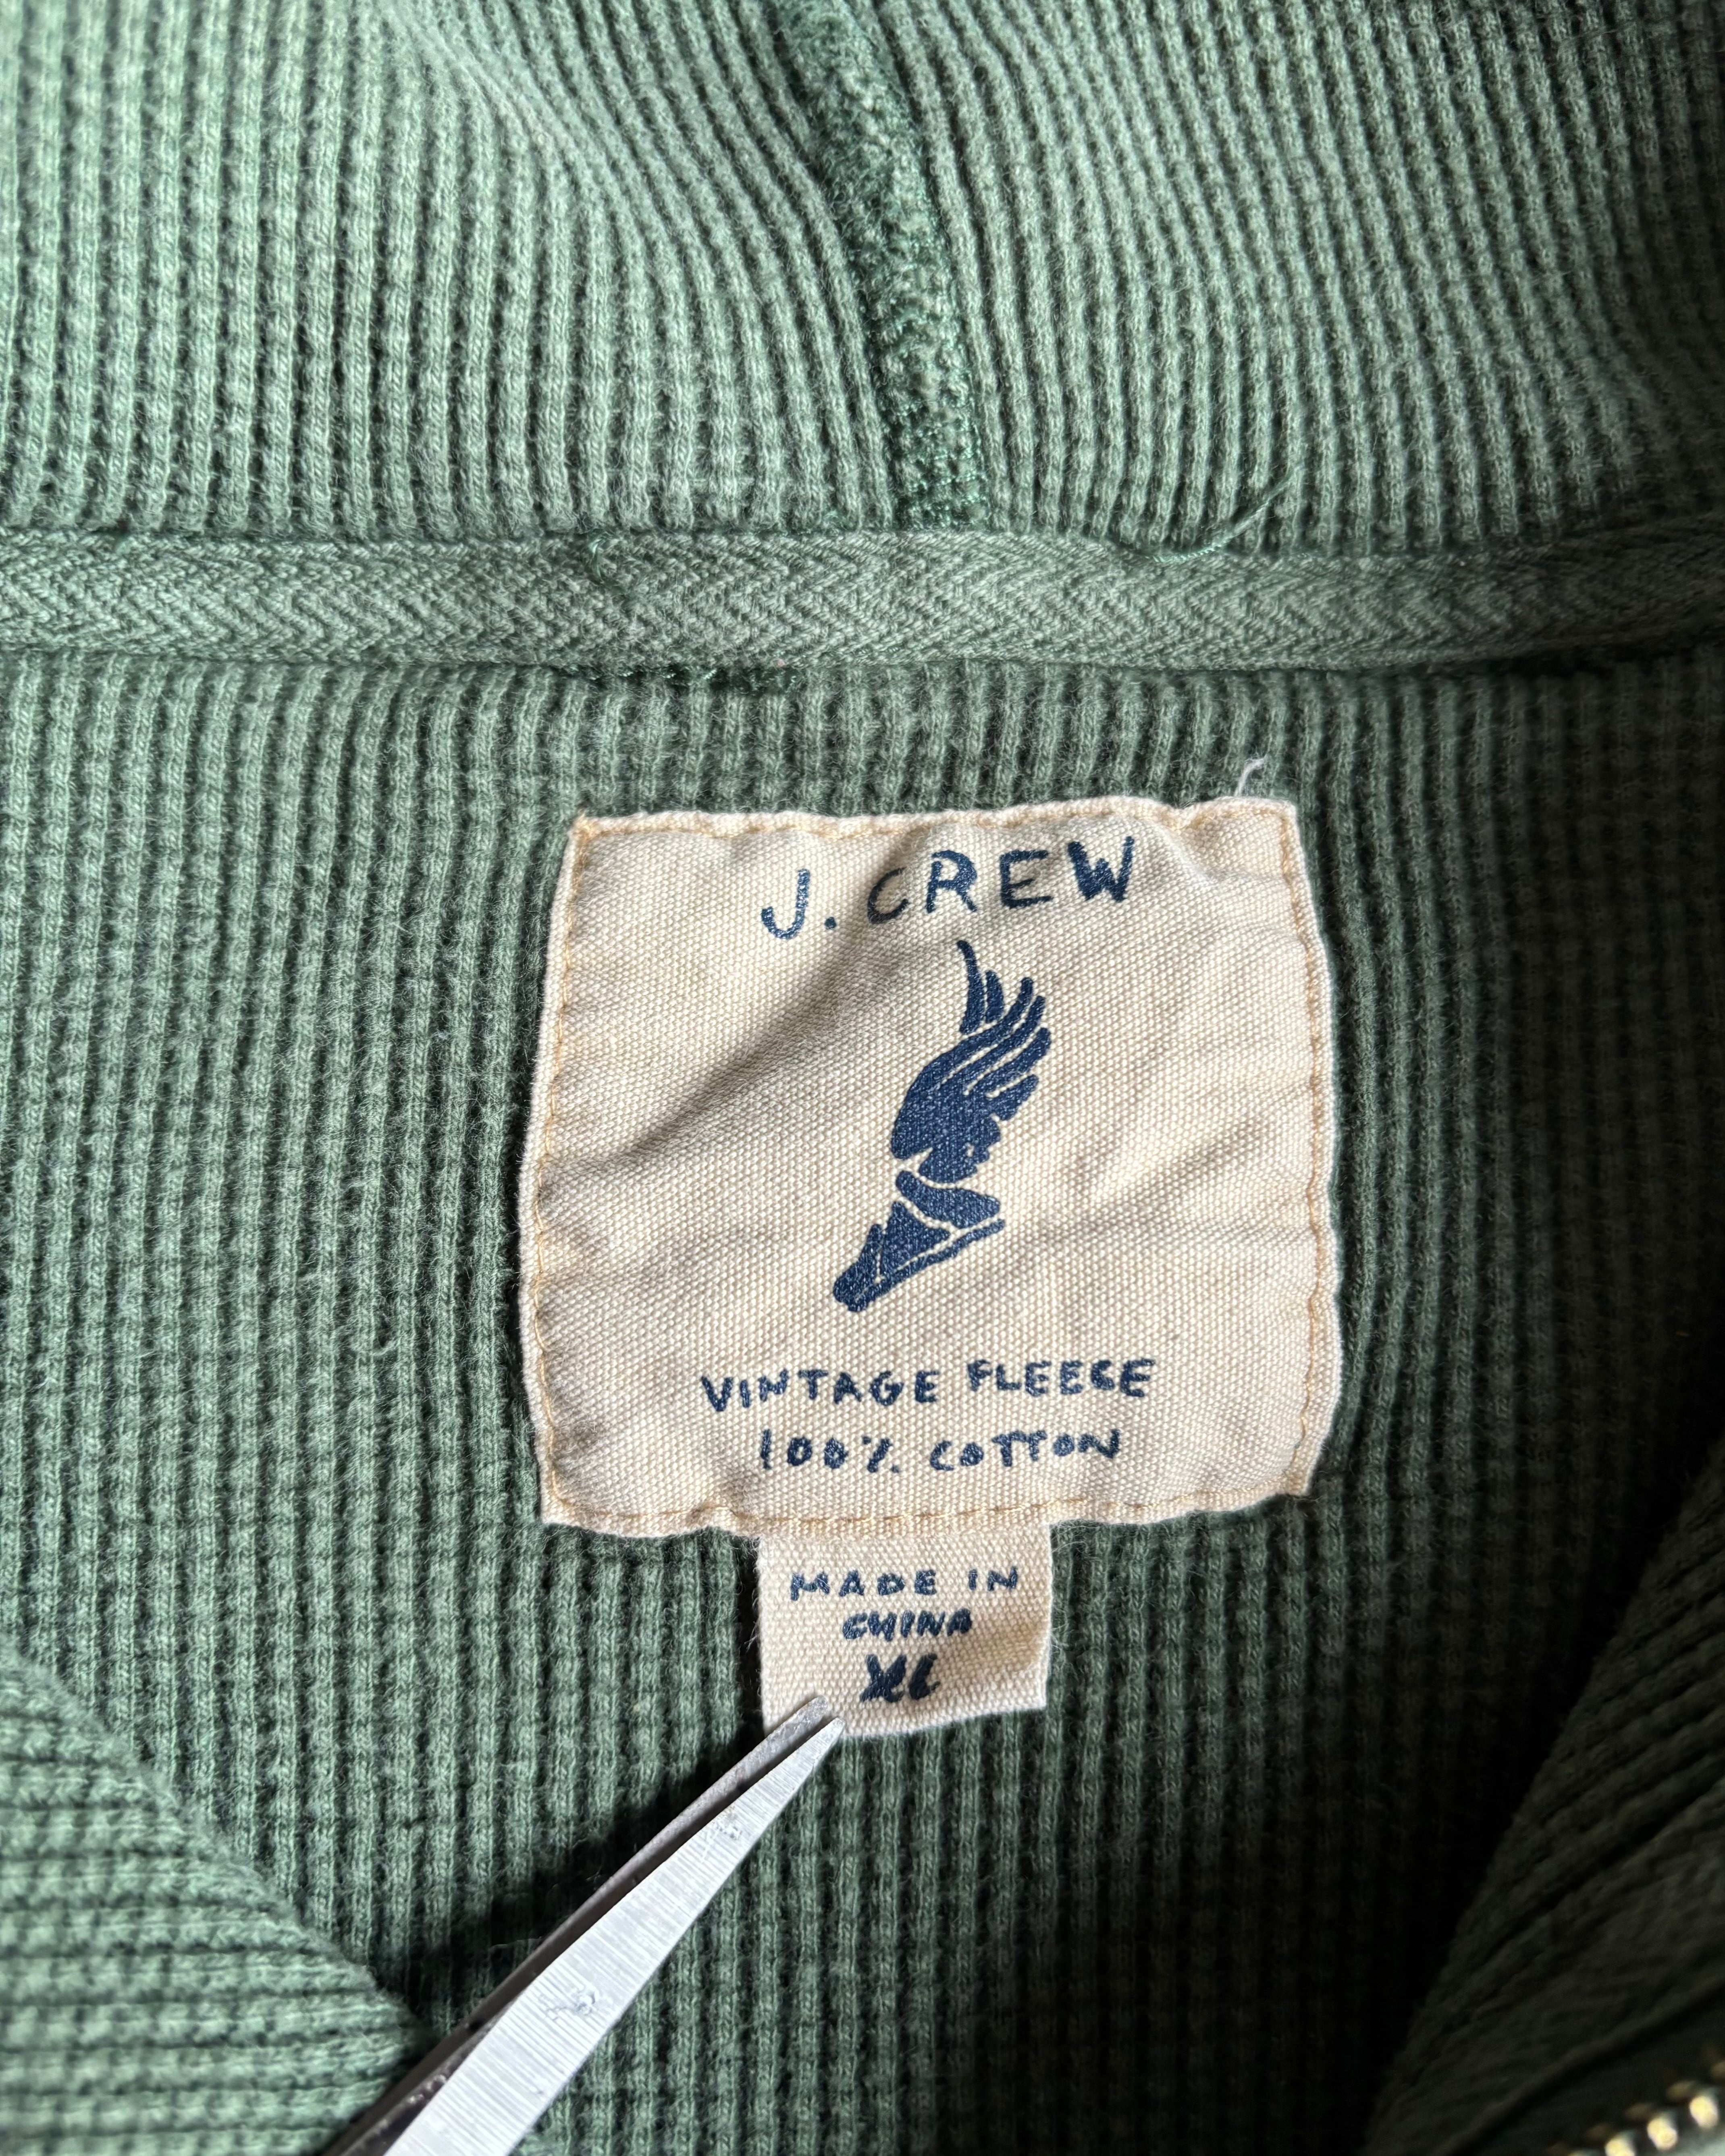 J. CREW
VINTAGE FLEECE
100% COTTON
MADE IN
CHINA
XL